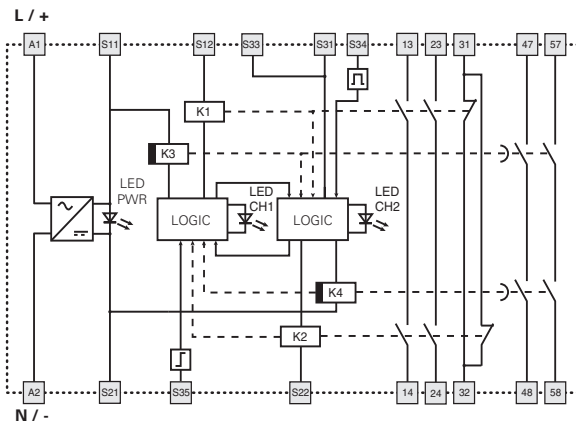 L / +
A1 S11 S12 S33 S31 S34 13 23 31 47 57
K1
K3
LED
PWR
LOGIC
LED
CH1
LOGIC
LED
CH2
K4
K2
A2 S21 S35 S22 14 24 32 48 58
N / -